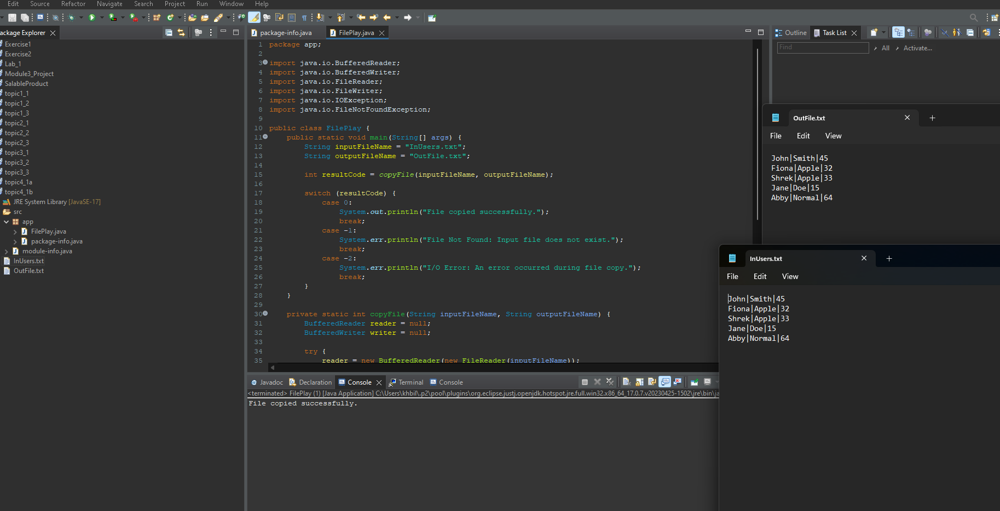 Edit Source Refactor Navigate Search Project Run Window Help
ackage Explorer
Exercise1
Exercise2
Lab_1
Module3_Project
SalableProduct
topic1_1
topic1_2
topic1_3
topic2_1
topic2_2
topic2_3
topic3_1
topic3_2
topic3_3
topic4_1a
topic4_1b
JRE System Library [JavaSE-17]
src
app
FilePlay.java
package-info.java
module-info.java
InUsers.txt
OutFile.txt
package-info.java FilePlay.java
1 package app;
2
3 import java.io.BufferedReader;
4 import java.io.BufferedWriter;
5 import java.io.FileReader;
6 import java.io.FileWriter;
7 import java.io.IOException;
8 import java.io.FileNotFoundException;
9
10 public class FilePlay {
11 public static void main(String[] args) {
12 String inputFileName = "InUsers.txt";
13 String outputFileName = "OutFile.txt";
14
15 int resultCode = copyFile(inputFileName, outputFileName);
16
17 switch (resultCode) {
18 case 0:
19 System.out.println("File copied successfully.");
20 break;
21 case -1:
22 System.err.println("File Not Found: Input file does not exist.");
23 break;
24 case -2:
25 System.err.println("I/O Error: An error occurred during file copy.");
26 break;
27 }
28 }
29
30 private static int copyFile(String inputFileName, String outputFileName) {
31 BufferedReader reader = null;
32 BufferedWriter writer = null;
33
34 try {
35 reader = new BufferedReader(new FileReader(inputFileName));
Javadoc Declaration Console Terminal Console
<terminated> FilePlay (1) [Java Application] C:\Users\khbil\.p2\pool\plugins\org.eclipse.justj.openjdk.hotspot.jre.full.win32.x86_64_17.0.7.v20230425-1502\jre\bin\ja
File copied successfully.
Outline Task List
Find All Activate...
OutFile.txt
File Edit View
John|Smith|45
Fiona|Apple|32
Shrek|Apple|33
Jane|Doe|15
Abby|Normal|64
InUsers.txt
File Edit View
John|Smith|45
Fiona|Apple|32
Shrek|Apple|33
Jane|Doe|15
Abby|Normal|64